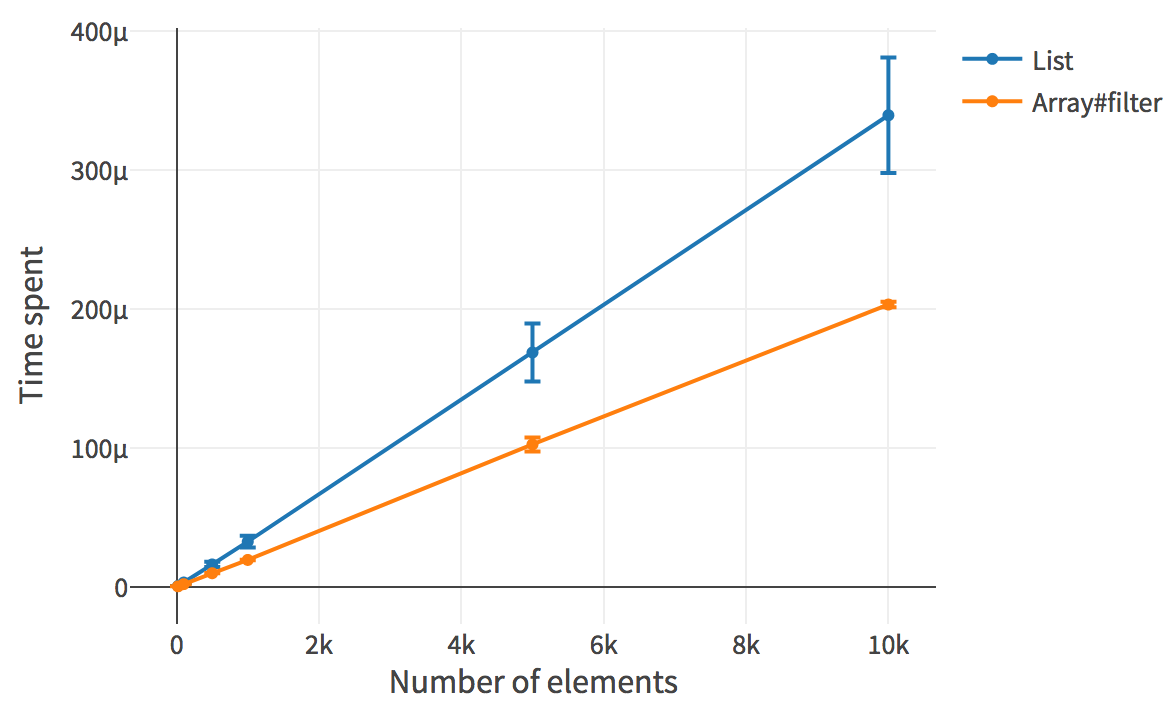 400μ
300μ
200μ
100μ
0
Time spent
0 2k 4k 6k 8k 10k
Number of elements
List
Array#filter